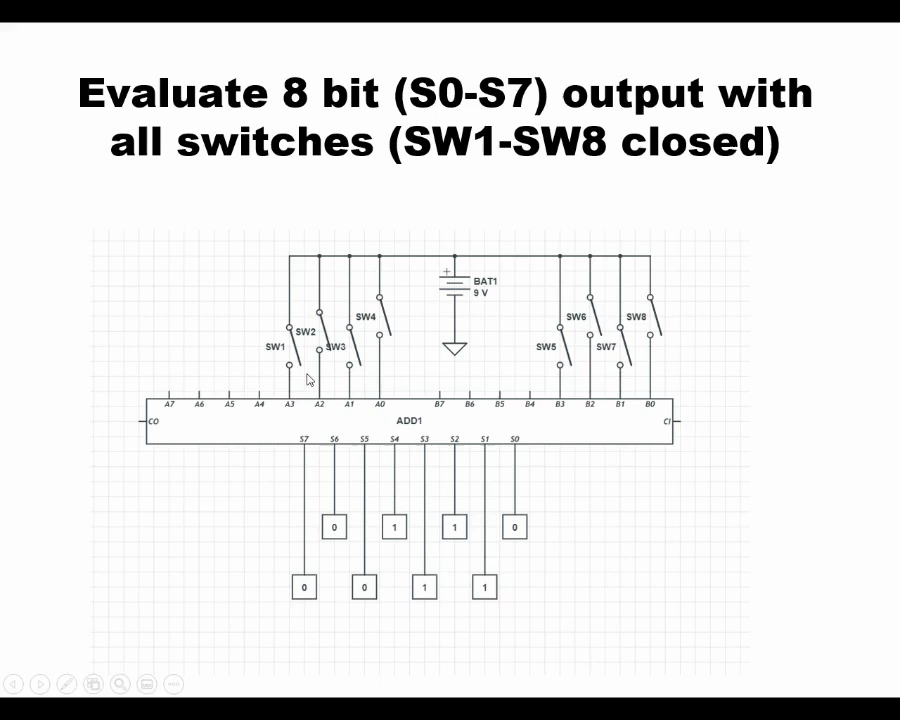 Evaluate 8 bit (S0-S7) output with
all switches (SW1-SW8 closed)
+ BAT1
9 V
SW1 SW2 SW3 SW4 SW5 SW6 SW7 SW8
A7 A6 A5 A4 A3 A2 A1 A0 B7 B6 B5 B4 B3 B2 B1 B0
CO ADD1 CI
S7 S6 S5 S4 S3 S2 S1 S0
0 1 1 0
0 0 1 1